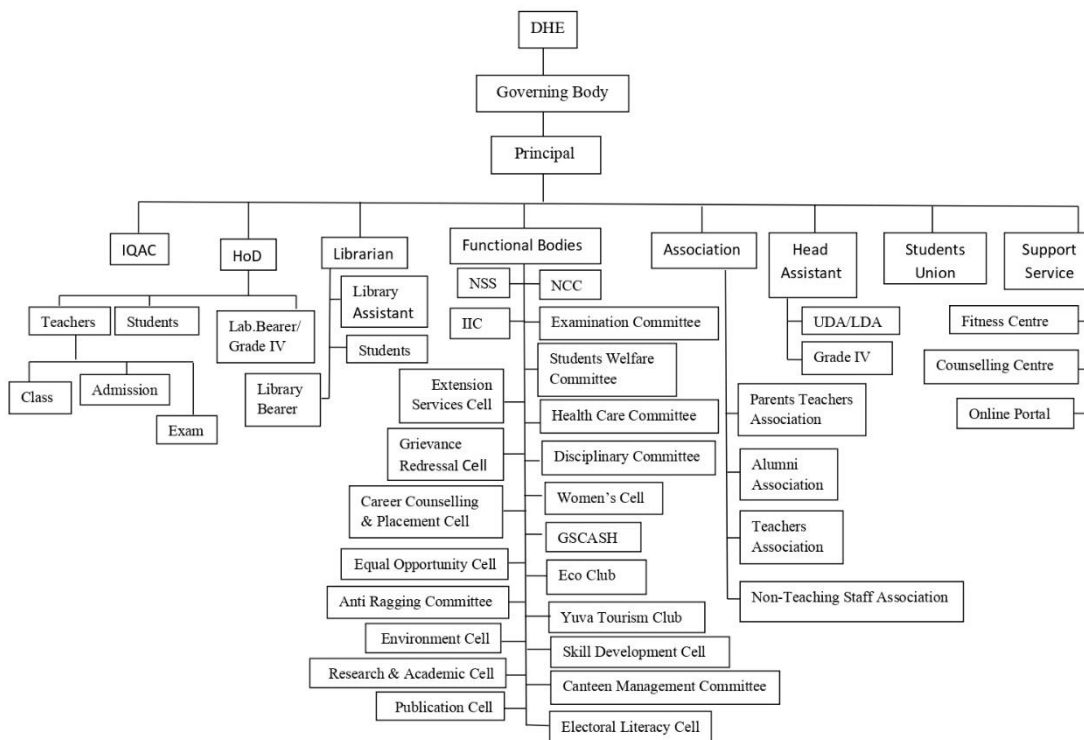 DHE
Governing Body
Principal
IQAC
HoD
Librarian
Functional Bodies
Association
Head
Assistant
Students
Union
Support
Service
Teachers
Students
Lab.Bearer/
Grade IV
Class
Admission
Exam
Library
Assistant
Students
Library
Bearer
NSS
NCC
IIC
Examination Committee
Students Welfare
Committee
Extension
Services Cell
Health Care Committee
Grievance
Redressal Cell
Disciplinary Committee
Career Counselling
& Placement Cell
Women's Cell
GSCASH
Equal Opportunity Cell
Eco Club
Anti Ragging Committee
Yuva Tourism Club
Environment Cell
Skill Development Cell
Research & Academic Cell
Canteen Management Committee
Publication Cell
Electoral Literacy Cell
Parents Teachers
Association
Alumni
Association
Teachers
Association
Non-Teaching Staff Association
UDA/LDA
Grade IV
Fitness Centre
Counselling Centre
Online Portal